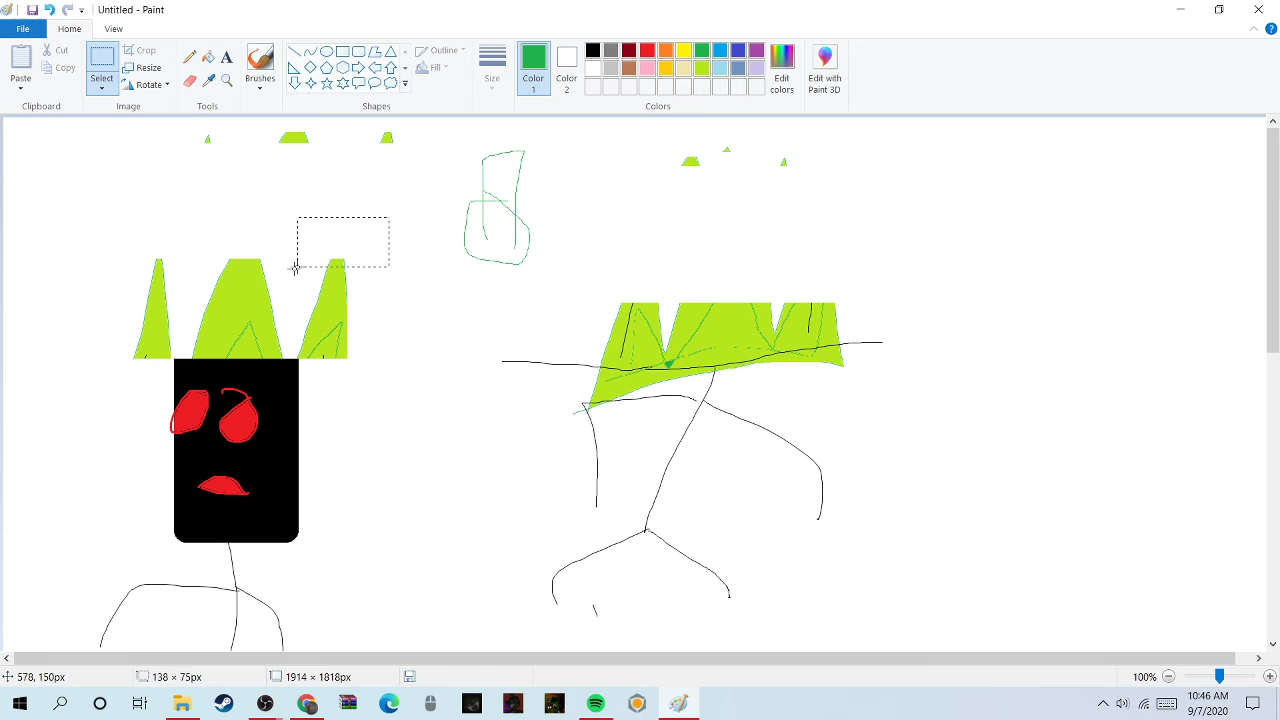 Untitled - Paint
File Home View
Paste
Cut
Copy
Clipboard
Select
Crop
Resize
Rotate
Image
A
Tools
Brushes
Outline
Fill
Shapes
Size
Color 1
Color 2
Edit colors
Colors
Edit with Paint 3D
578, 150px
138 × 75px
1914 × 1818px
100%
10:46 AM
9/7/2020